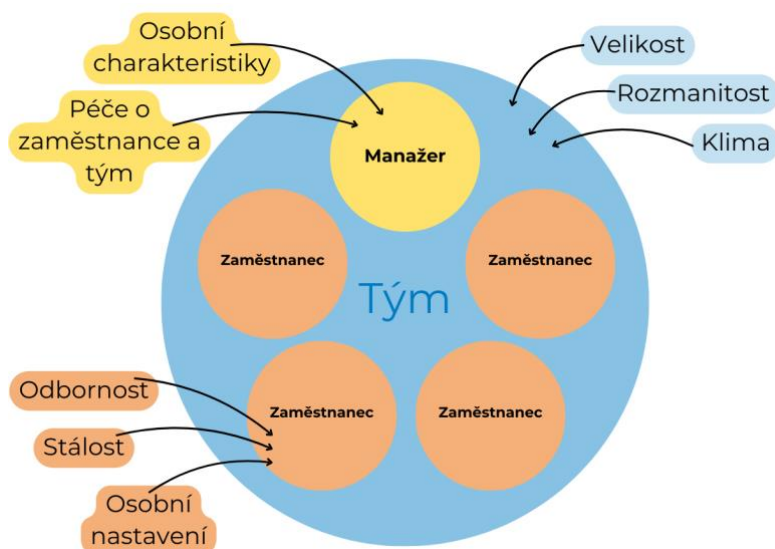 Osobní
charakteristiky
Péče o
zaměstnance a
tým
Velikost
Rozmanitost
Klima
Manažer
Zaměstnanec
Zaměstnanec
Tým
Zaměstnanec
Zaměstnanec
Odbornost
Stálost
Osobní
nastavení